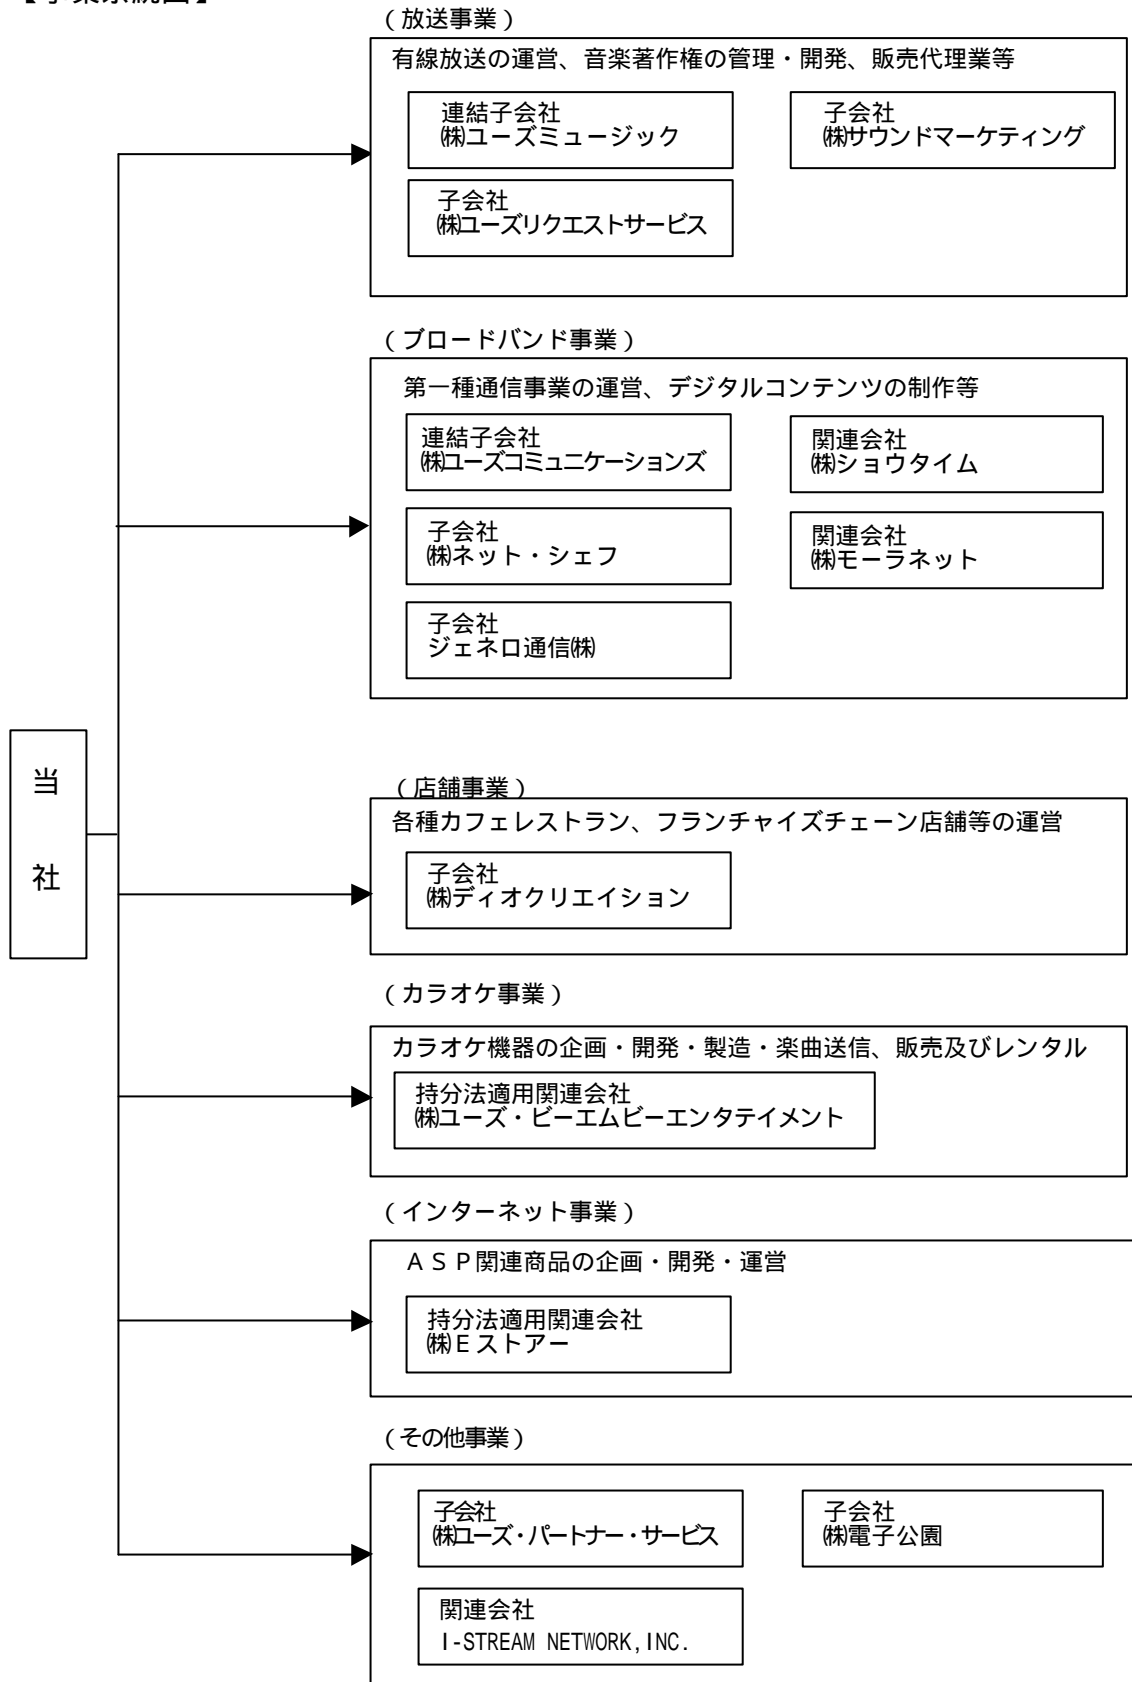 （放送事業）
有線放送の運営、音楽著作権の管理・開発、販売代理業等
連結子会社
㈱ユーズミュージック
子会社
㈱サウンドマーケティング
子会社
㈱ユーズリクエストサービス
（ブロードバンド事業）
第一種通信事業の運営、デジタルコンテンツの制作等
連結子会社
㈱ユーズコミュニケーションズ
関連会社
㈱ショウタイム
子会社
㈱ネット・シェフ
関連会社
㈱モーラネット
子会社
ジェネロ通信㈱
当
社
（店舗事業）
各種カフェレストラン、フランチャイズチェーン店舗等の運営
子会社
㈱ディオクリエイション
（カラオケ事業）
カラオケ機器の企画・開発・製造・楽曲送信、販売及びレンタル
持分法適用関連会社
㈱ユーズ・ビーエムビーエンタテイメント
（インターネット事業）
ＡＳＰ関連商品の企画・開発・運営
持分法適用関連会社
㈱Ｅストアー
（その他事業）
子会社
㈱ユーズ・パートナー・サービス
子会社
㈱電子公園
関連会社
I-STREAM NETWORK,INC.